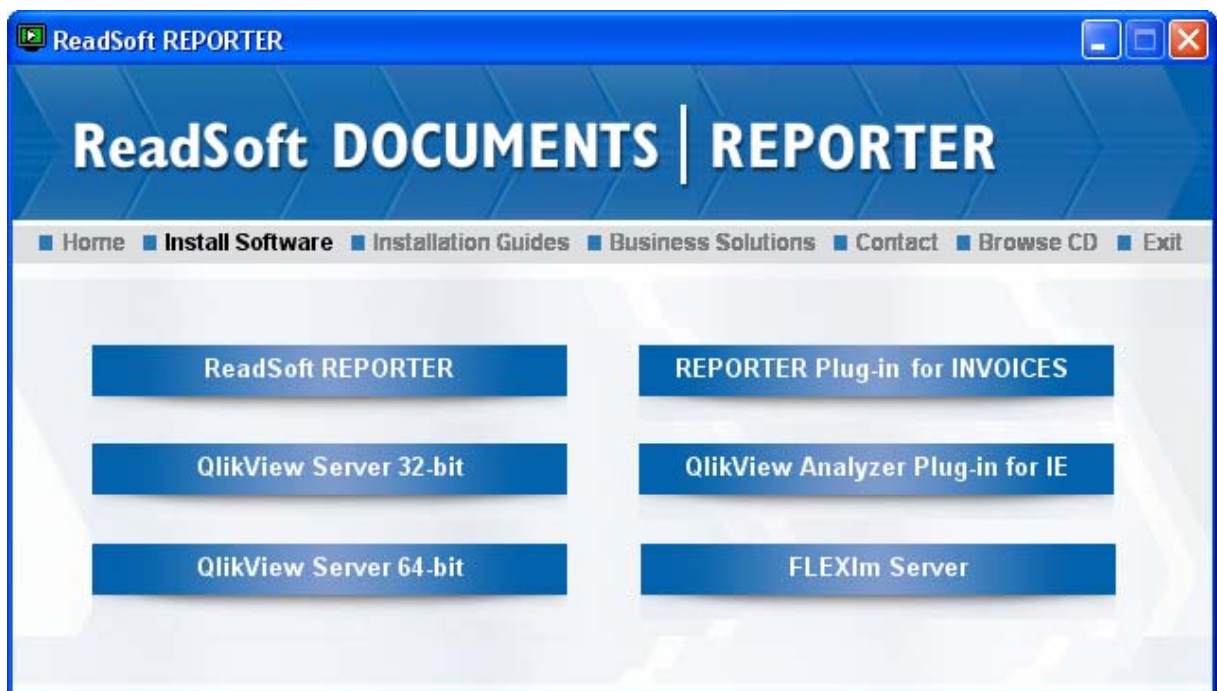 ReadSoft REPORTER
ReadSoft DOCUMENTS | REPORTER
Home Install Software Installation Guides Business Solutions Contact Browse CD Exit
ReadSoft REPORTER
REPORTER Plug-in for INVOICES
QlikView Server 32-bit
QlikView Analyzer Plug-in for IE
QlikView Server 64-bit
FLEXlm Server